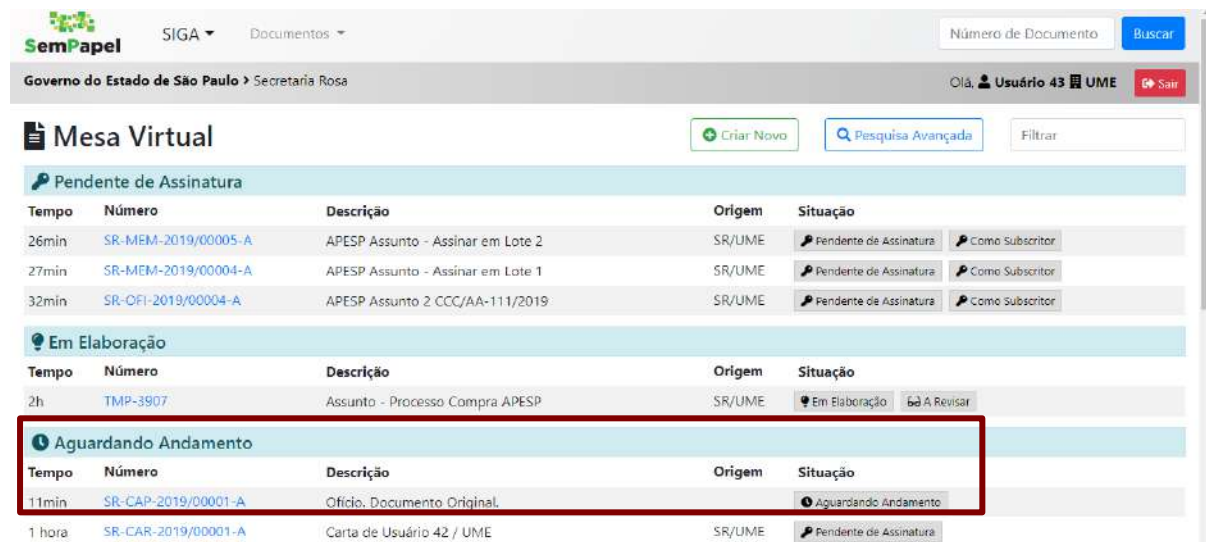 SemPapel SIGA Documentos Número de Documento Buscar
Governo do Estado de São Paulo > Secretaria Rosa Olá, Usuário 43 UME Sair
Mesa Virtual Criar Novo Pesquisa Avançada Filtrar
Pendente de Assinatura
Tempo Número Descrição Origem Situação
26min SR-MEM-2019/00005-A APESP Assunto - Assinar em Lote 2 SR/UME Pendente de Assinatura Como Subscritor
27min SR-MEM-2019/00004-A APESP Assunto - Assinar em Lote 1 SR/UME Pendente de Assinatura Como Subscritor
32min SR-OFI-2019/00004-A APESP Assunto 2 CCC/AA-111/2019 SR/UME Pendente de Assinatura Como Subscritor
Em Elaboração
Tempo Número Descrição Origem Situação
2h TMP-3907 Assunto - Processo Compra APESP SR/UME Em Elaboração A Revisar
Aguardando Andamento
Tempo Número Descrição Origem Situação
11min SR-CAP-2019/00001-A Ofício. Documento Original. Aguardando Andamento
1 hora SR-CAR-2019/00001-A Carta de Usuário 42 / UME SR/UME Pendente de Assinatura